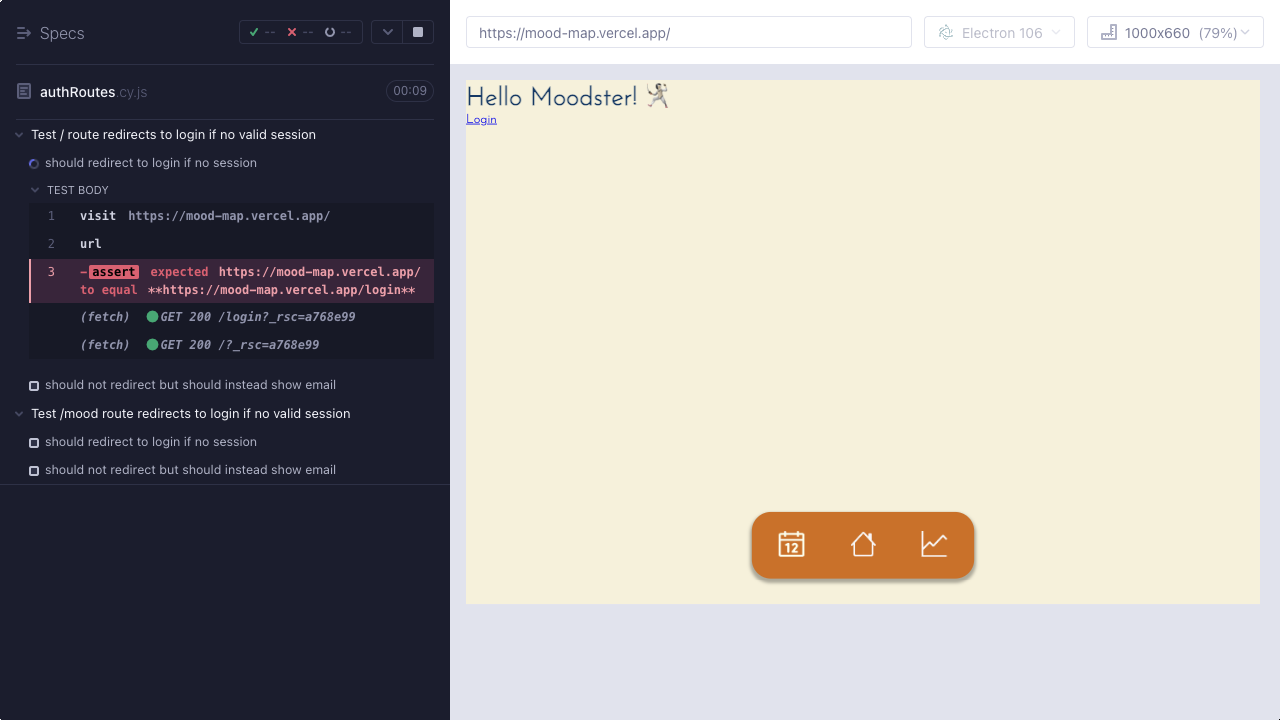 Specs
-- -- --
authRoutes.cy.js
00:09
Test / route redirects to login if no valid session
should redirect to login if no session
TEST BODY
1 visit https://mood-map.vercel.app/
2 url
3 -assert expected https://mood-map.vercel.app/
to equal **https://mood-map.vercel.app/login**
(fetch) GET 200 /login?_rsc=a768e99
(fetch) GET 200 /?_rsc=a768e99
should not redirect but should instead show email
Test /mood route redirects to login if no valid session
should redirect to login if no session
should not redirect but should instead show email
https://mood-map.vercel.app/
Electron 106
1000x660 (79%)
Hello Moodster!
Login
12